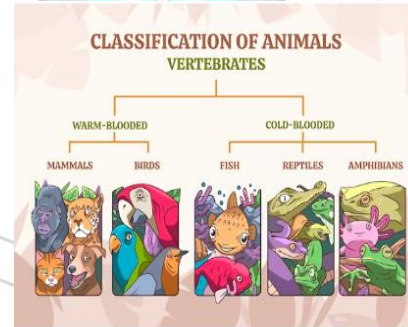 CLASSIFICATION OF ANIMALS
VERTEBRATES
WARM-BLOODED COLD-BLOODED
MAMMALS BIRDS FISH REPTILES AMPHIBIANS